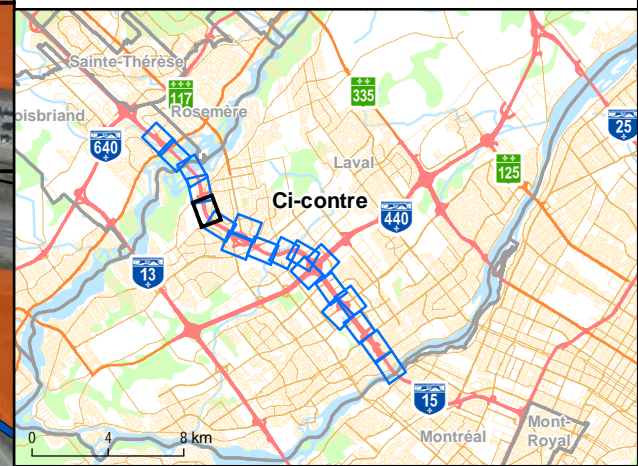 Sainte-Thérèse
117
335
oisbriand
Rosemère
25
640
Laval
125
Ci-contre
440
13
15
Mont-
Royal
Montréal
0 4 8 km